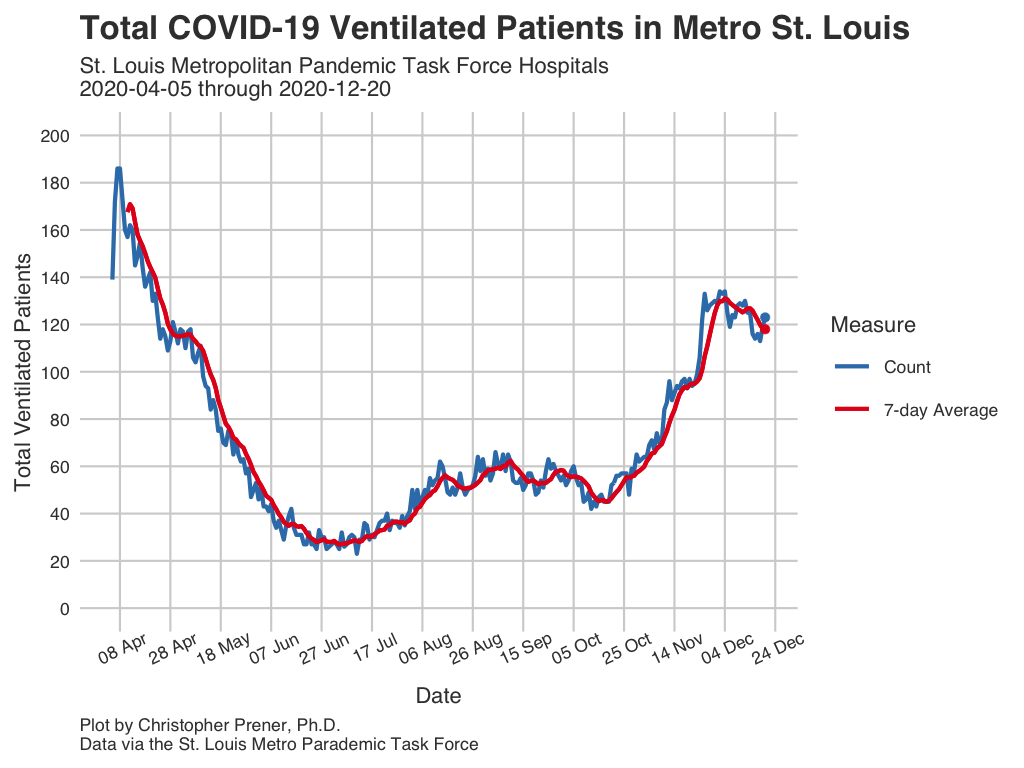 Total COVID-19 Ventilated Patients in Metro St. Louis
St. Louis Metropolitan Pandemic Task Force Hospitals
2020-04-05 through 2020-12-20
Total Ventilated Patients
200
180
160
140
120
100
80
60
40
20
0
08 Apr
28 Apr
18 May
07 Jun
27 Jun
17 Jul
06 Aug
26 Aug
15 Sep
05 Oct
25 Oct
14 Nov
04 Dec
24 Dec
Date
Measure
Count
7-day Average
Plot by Christopher Prener, Ph.D.
Data via the St. Louis Metro Parademic Task Force